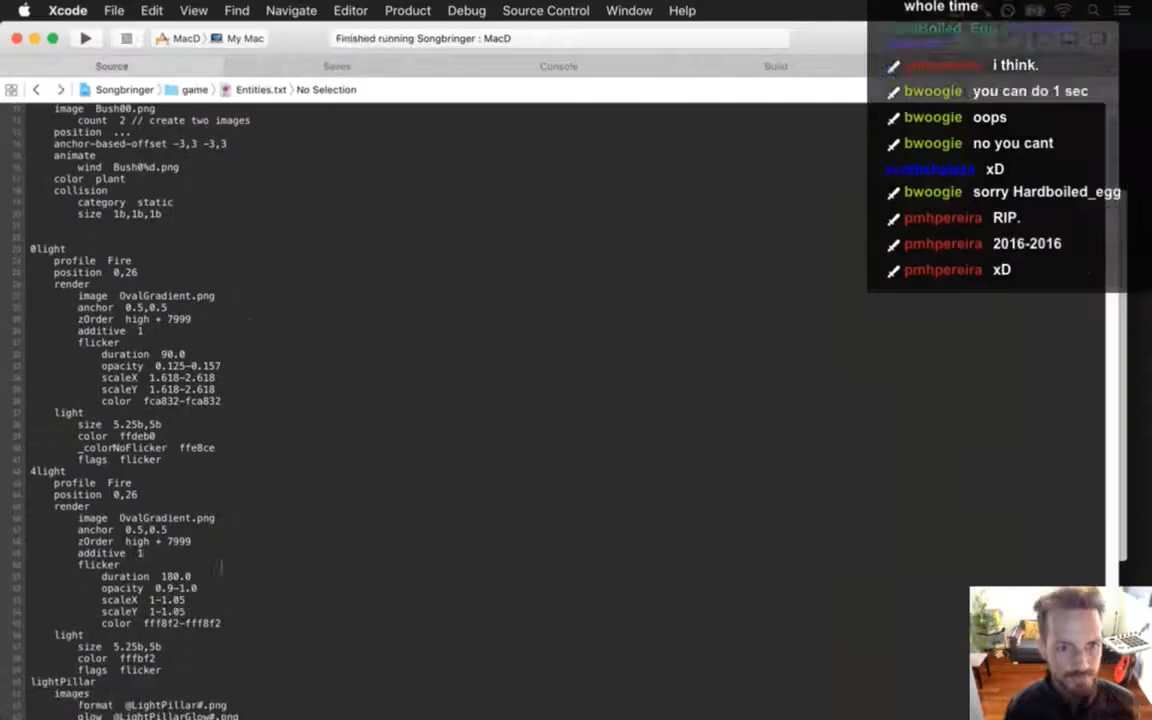 Xcode File Edit View Find Navigate Editor Product Debug Source Control Window Help
MacD My Mac
Finished running Songbringer : MacD
Source Saves Console Build
Songbringer game Entities.txt No Selection
image Bush00.png
count 2 // create two images
position ...
anchor-based-offset -3,3 -3,3
animate
wind Bush0%d.png
color plant
collision
category static
size 1b,1b,1b
0light
profile Fire
position 0,26
render
image OvalGradient.png
anchor 0.5,0.5
zOrder high + 7999
additive 1
flicker
duration 90.0
opacity 0.125-0.157
scaleX 1.618-2.618
scaleY 1.618-2.618
color fca832-fca832
light
size 5.25b,5b
color ffdeb0
_colorNoFlicker ffe8ce
flags flicker
4light
profile Fire
position 0,26
render
image OvalGradient.png
anchor 0.5,0.5
zOrder high + 7999
additive 1
flicker
duration 180.0
opacity 0.9-1.0
scaleX 1-1.05
scaleY 1-1.05
color fff8f2-fff8f2
light
size 5.25b,5b
color fffbf2
flags flicker
lightPillar
images
format @LightPillar#.png
glow @LightPillarGlow#.png
whole time
pmhpereira i think.
bwoogie you can do 1 sec
bwoogie oops
bwoogie no you cant
xD
bwoogie sorry Hardboiled_egg
pmhpereira RIP.
pmhpereira 2016-2016
pmhpereira xD